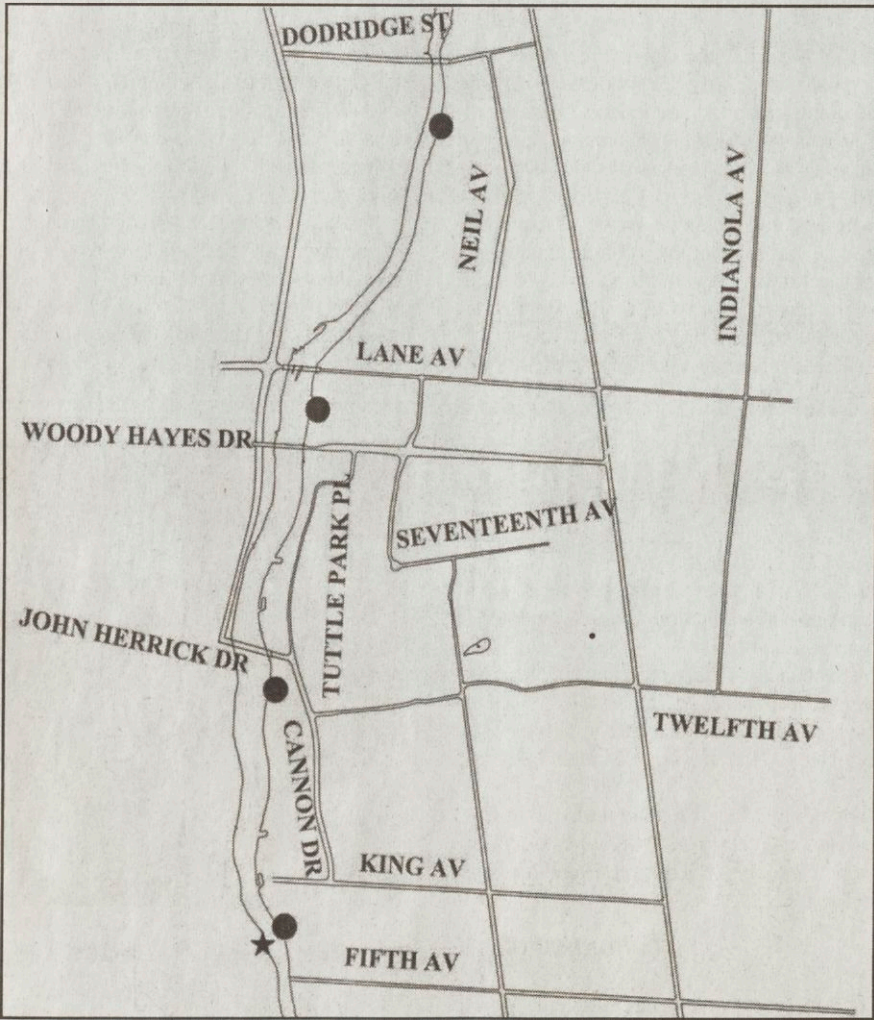 DODRIDGE ST
NEIL AV
INDIANOLA AV
LANE AV
WOODY HAYES DR
TUTTLE PARK PL
SEVENTEENTH AV
JOHN HERRICK DR
CANNON DR
TWELFTH AV
KING AV
FIFTH AV